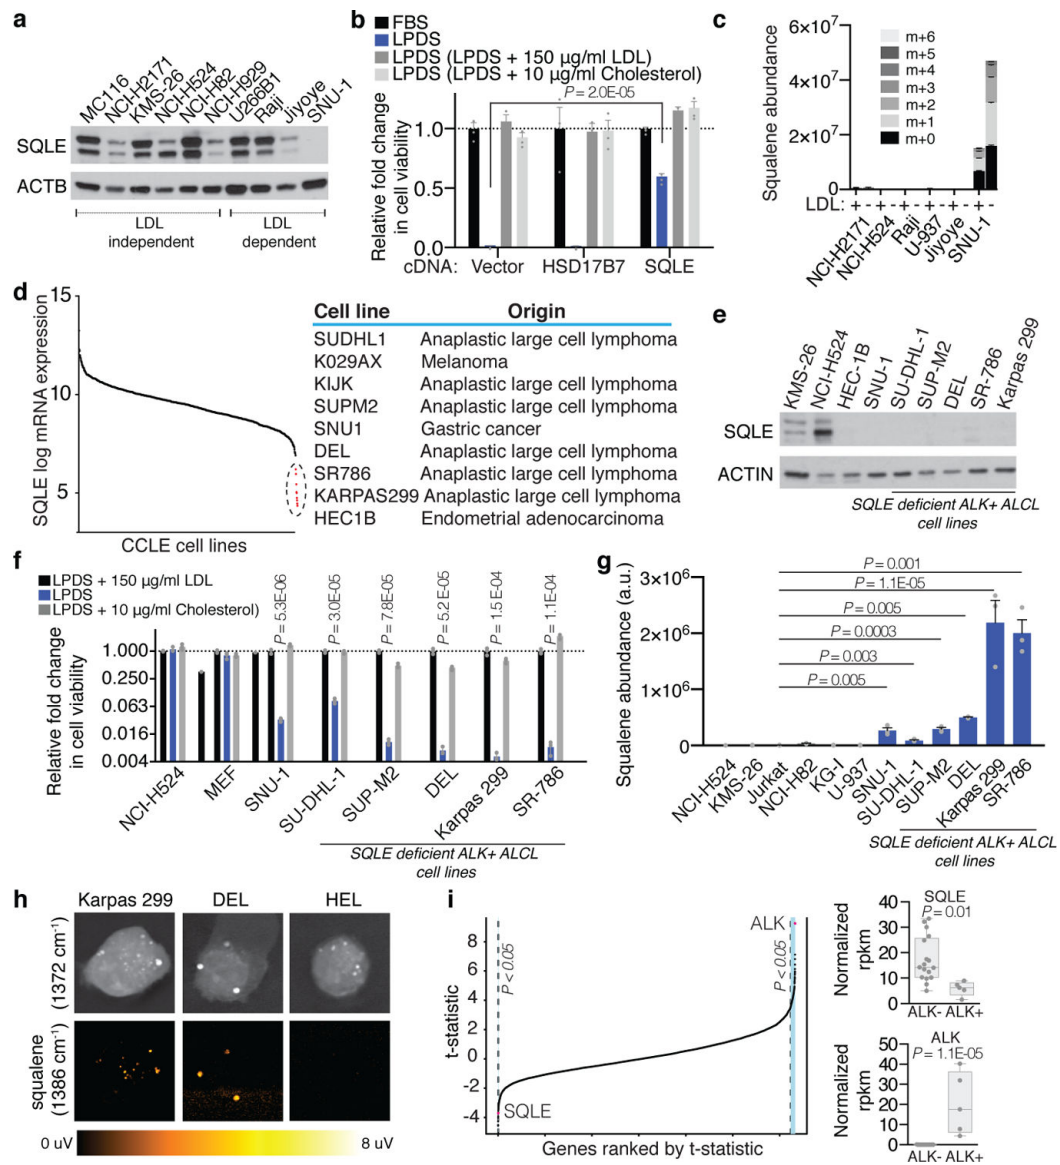 a
MC116
NCI-H2171
KMS-26
NCI-H524
NCI-H82
NCI-H929
U266B1
Raji
Jiyoye
SNU-1
SQLE
ACTB
LDL
independent
LDL
dependent
b
FBS
LPDS
LPDS (LPDS + 150 µg/ml LDL)
LPDS (LPDS + 10 µg/ml Cholesterol)
P = 2.0E-05
Relative fold change
in cell viability
1.0
0.5
0.0
cDNA: Vector HSD17B7 SQLE
c
Squalene abundance
6×10⁷
4×10⁷
2×10⁷
0
m+6
m+5
m+4
m+3
m+2
m+1
m+0
LDL: + - + - + - + - + - + -
NCI-H2171
NCI-H524
Raji
U-937
Jiyoye
SNU-1
d
SQLE log mRNA expression
15
10
5
CCLE cell lines
Cell line Origin
SUDHL1 Anaplastic large cell lymphoma
K029AX Melanoma
KIJK Anaplastic large cell lymphoma
SUPM2 Anaplastic large cell lymphoma
SNU1 Gastric cancer
DEL Anaplastic large cell lymphoma
SR786 Anaplastic large cell lymphoma
KARPAS299 Anaplastic large cell lymphoma
HEC1B Endometrial adenocarcinoma
e
KMS-26
NCI-H524
HEC-1B
SNU-1
SU-DHL-1
SUP-M2
DEL
SR-786
Karpas 299
SQLE
ACTIN
SQLE deficient ALK+ ALCL
cell lines
f
LPDS + 150 µg/ml LDL
LPDS
LPDS + 10 µg/ml Cholesterol)
P = 5.3E-06
P = 3.0E-05
P = 7.8E-05
P = 5.2 E-05
P = 1.5 E-04
P = 1.1E-04
Relative fold change
in cell viability
1.000
0.250
0.063
0.016
0.004
NCI-H524
MEF
SNU-1
SU-DHL-1
SUP-M2
DEL
Karpas 299
SR-786
SQLE deficient ALK+ ALCL
cell lines
g
Squalene abundance (a.u.)
3×10⁶
2×10⁶
1×10⁶
0
P = 0.001
P = 1.1E-05
P = 0.005
P = 0.0003
P = 0.003
P = 0.005
NCI-H524
KMS-26
Jurkat
NCI-H82
KG-I
U-937
SNU-1
SU-DHL-1
SUP-M2
DEL
Karpas 299
SR-786
SQLE deficient ALK+ ALCL
cell lines
h
Karpas 299 DEL HEL
(1372 cm⁻¹)
squalene
(1386 cm⁻¹)
0 uV 8 uV
i
t-statistic
8
6
4
2
0
-2
-4
P < 0.05
ALK
P < 0.05
SQLE
Genes ranked by t-statistic
SQLE
P = 0.01
Normalized
rpkm
40
30
20
10
0
ALK- ALK+
ALK
P = 1.1E-05
Normalized
rpkm
50
40
30
20
10
0
ALK- ALK+